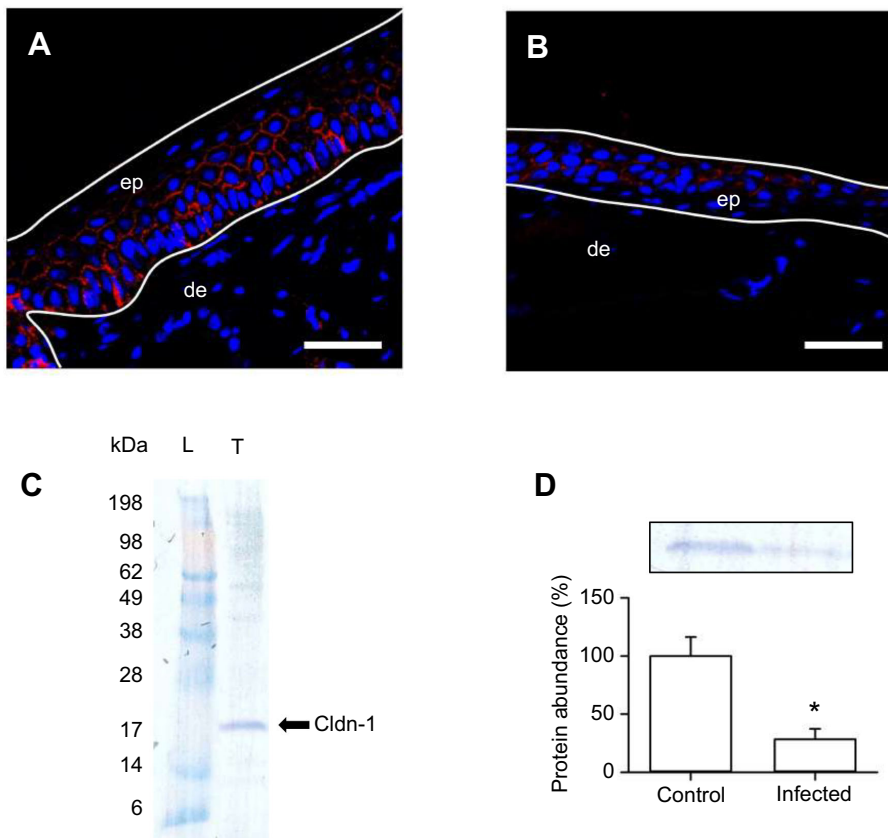 A
ep
de
B
ep
de
C
kDa L T
198
98
62
49
38
28
17
14
6
Cldn-1
D
Protein abundance (%)
150
100
50
0
*
Control Infected